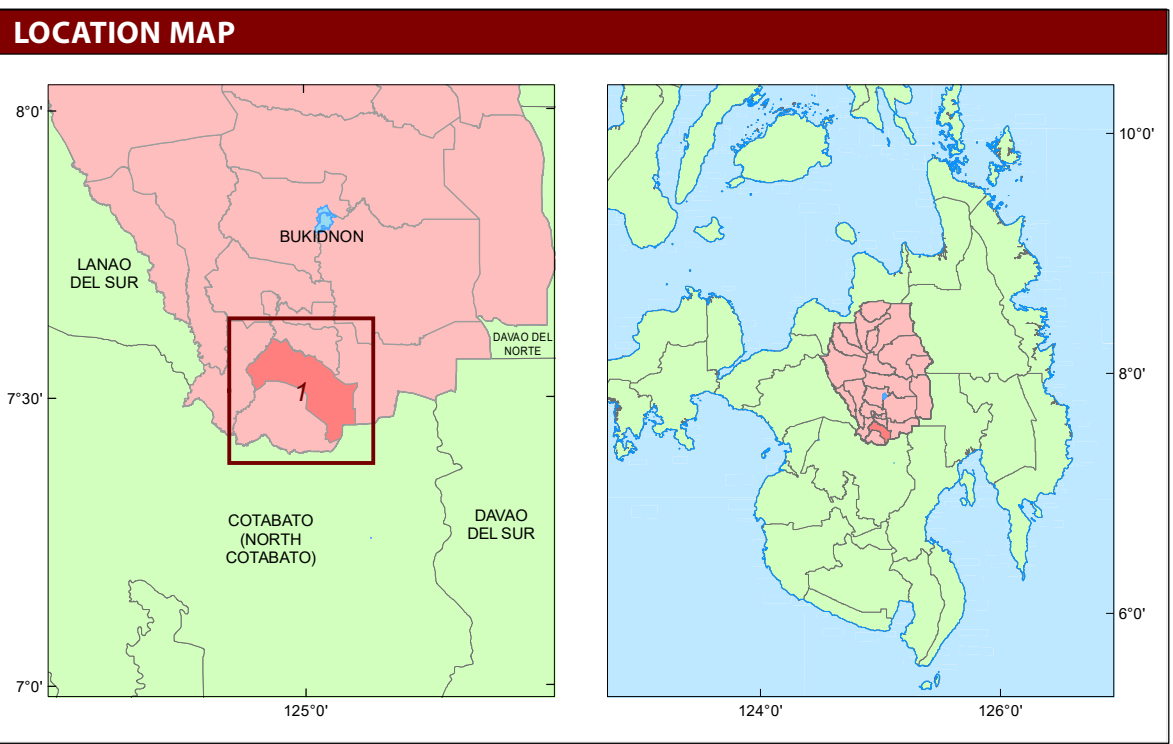 LOCATION MAP
8°0'
BUKIDNON
LANAO
DEL SUR
DAVAO DEL
NORTE
7°30'
1
COTABATO
(NORTH
COTABATO)
DAVAO
DEL SUR
7°0'
125°0'
10°0'
8°0'
6°0'
124°0'
126°0'